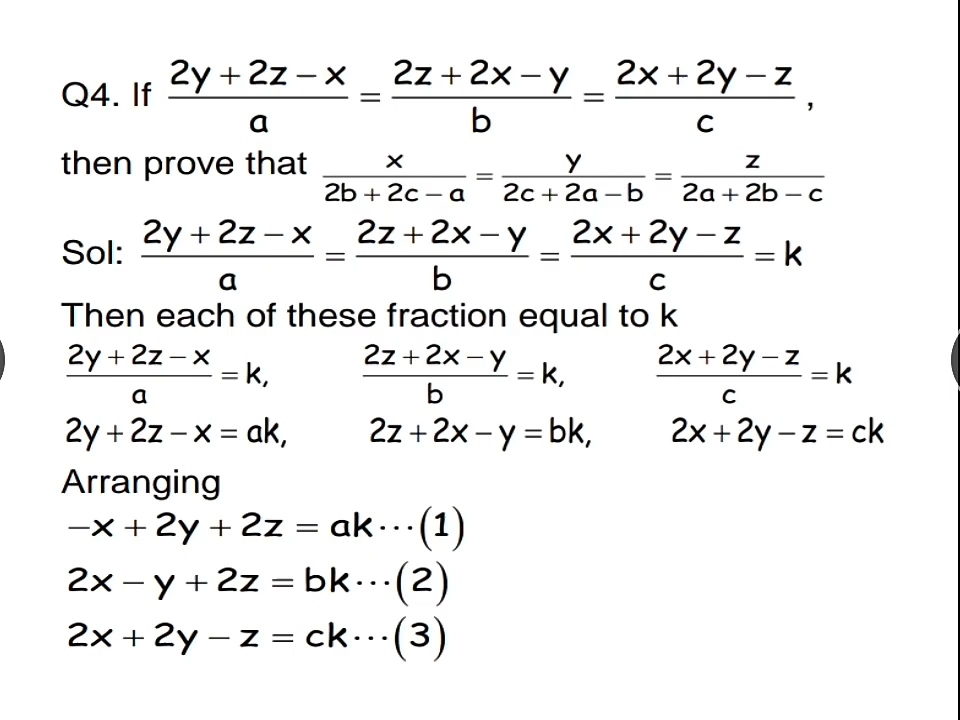 Q4. If (2y + 2z − x)/a = (2z + 2x − y)/b = (2x + 2y − z)/c ,
then prove that x/(2b + 2c − a) = y/(2c + 2a − b) = z/(2a + 2b − c)
Sol: (2y + 2z − x)/a = (2z + 2x − y)/b = (2x + 2y − z)/c = k
Then each of these fraction equal to k
(2y + 2z − x)/a = k, (2z + 2x − y)/b = k, (2x + 2y − z)/c = k
2y + 2z − x = ak, 2z + 2x − y = bk, 2x + 2y − z = ck
Arranging
−x + 2y + 2z = ak⋯(1)
2x − y + 2z = bk⋯(2)
2x + 2y − z = ck⋯(3)